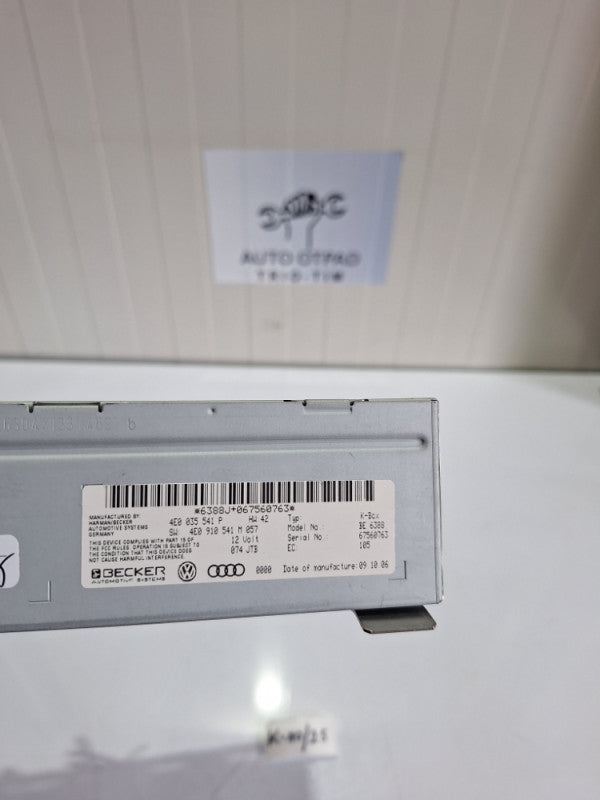 AUTO OTPAD
TRIO-TIM
*6388J*067560763*
MANUFACTURED BY:
HARMAN/BECKER
AUTOMOTIVE SYSTEMS
GERMANY
4E0 035 541 P HW:42 Typ: K-Box
SW: 4E0 910 541 M 057 Model No: BE 6388
12 Volt Serial No 67560763
074 JTB EC: 105
THIS DEVICE COMPLIES WITH PART 15 OF
THE FCC RULES. OPERATION IS SUBJECT TO
THE CONDITION THAT THIS DEVICE DOES
NOT CAUSE HARMFUL INTERFERENCE.
BECKER
AUTOMOTIVE SYSTEMS
0000 Date of manufacture: 09.10.06